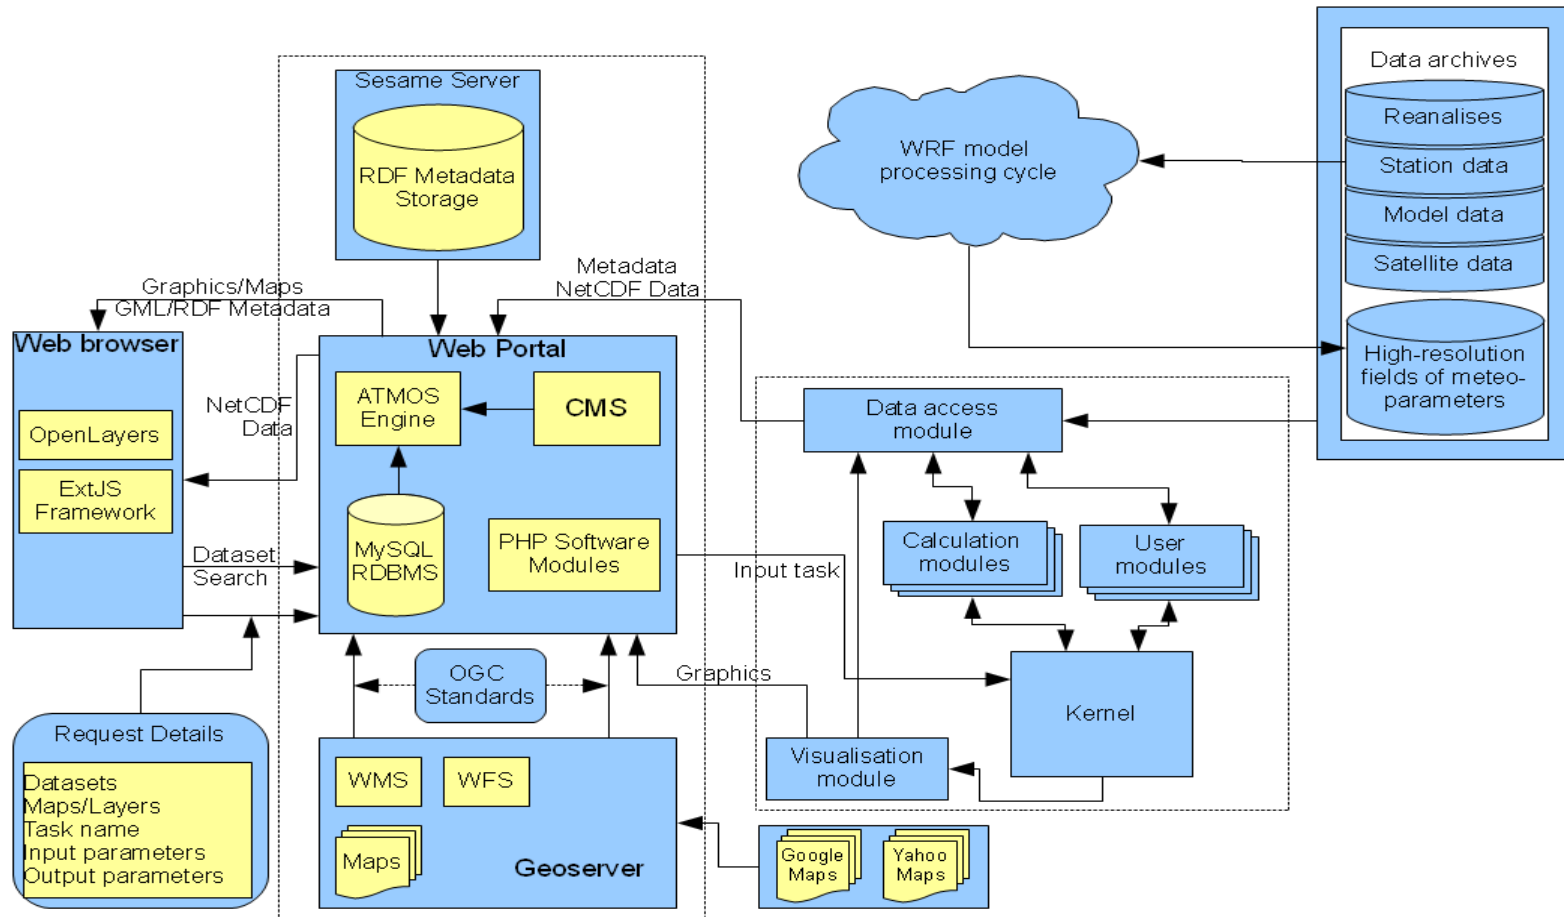 Sesame Server
RDF Metadata
Storage
Data archives
Reanalises
Station data
Model data
Satellite data
High-resolution
fields of meteo-
parameters
WRF model
processing cycle
Graphics/Maps
GML/RDF Metadata
Metadata
NetCDF Data
Web browser
OpenLayers
ExtJS
Framework
NetCDF
Data
Dataset
Search
Web Portal
ATMOS
Engine
CMS
MySQL
RDBMS
PHP Software
Modules
Data access
module
Calculation
modules
User
modules
Input task
Kernel
Graphics
Visualisation
module
OGC
Standards
Request Details
Datasets
Maps/Layers
Task name
Input parameters
Output parameters
WMS
WFS
Maps
Geoserver
Google
Maps
Yahoo
Maps